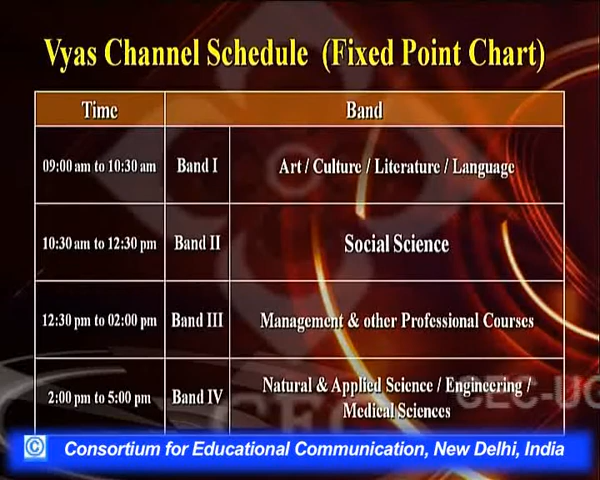 Vyas Channel Schedule (Fixed Point Chart)
Time Band
09:00 am to 10:30 am Band I Art / Culture / Literature / Language
10:30 am to 12:30 pm Band II Social Science
12:30 pm to 02:00 pm Band III Management & other Professional Courses
2:00 pm to 5:00 pm Band IV Natural & Applied Science / Engineering /
Medical Sciences
CEC-UG
CEC
© Consortium for Educational Communication, New Delhi, India